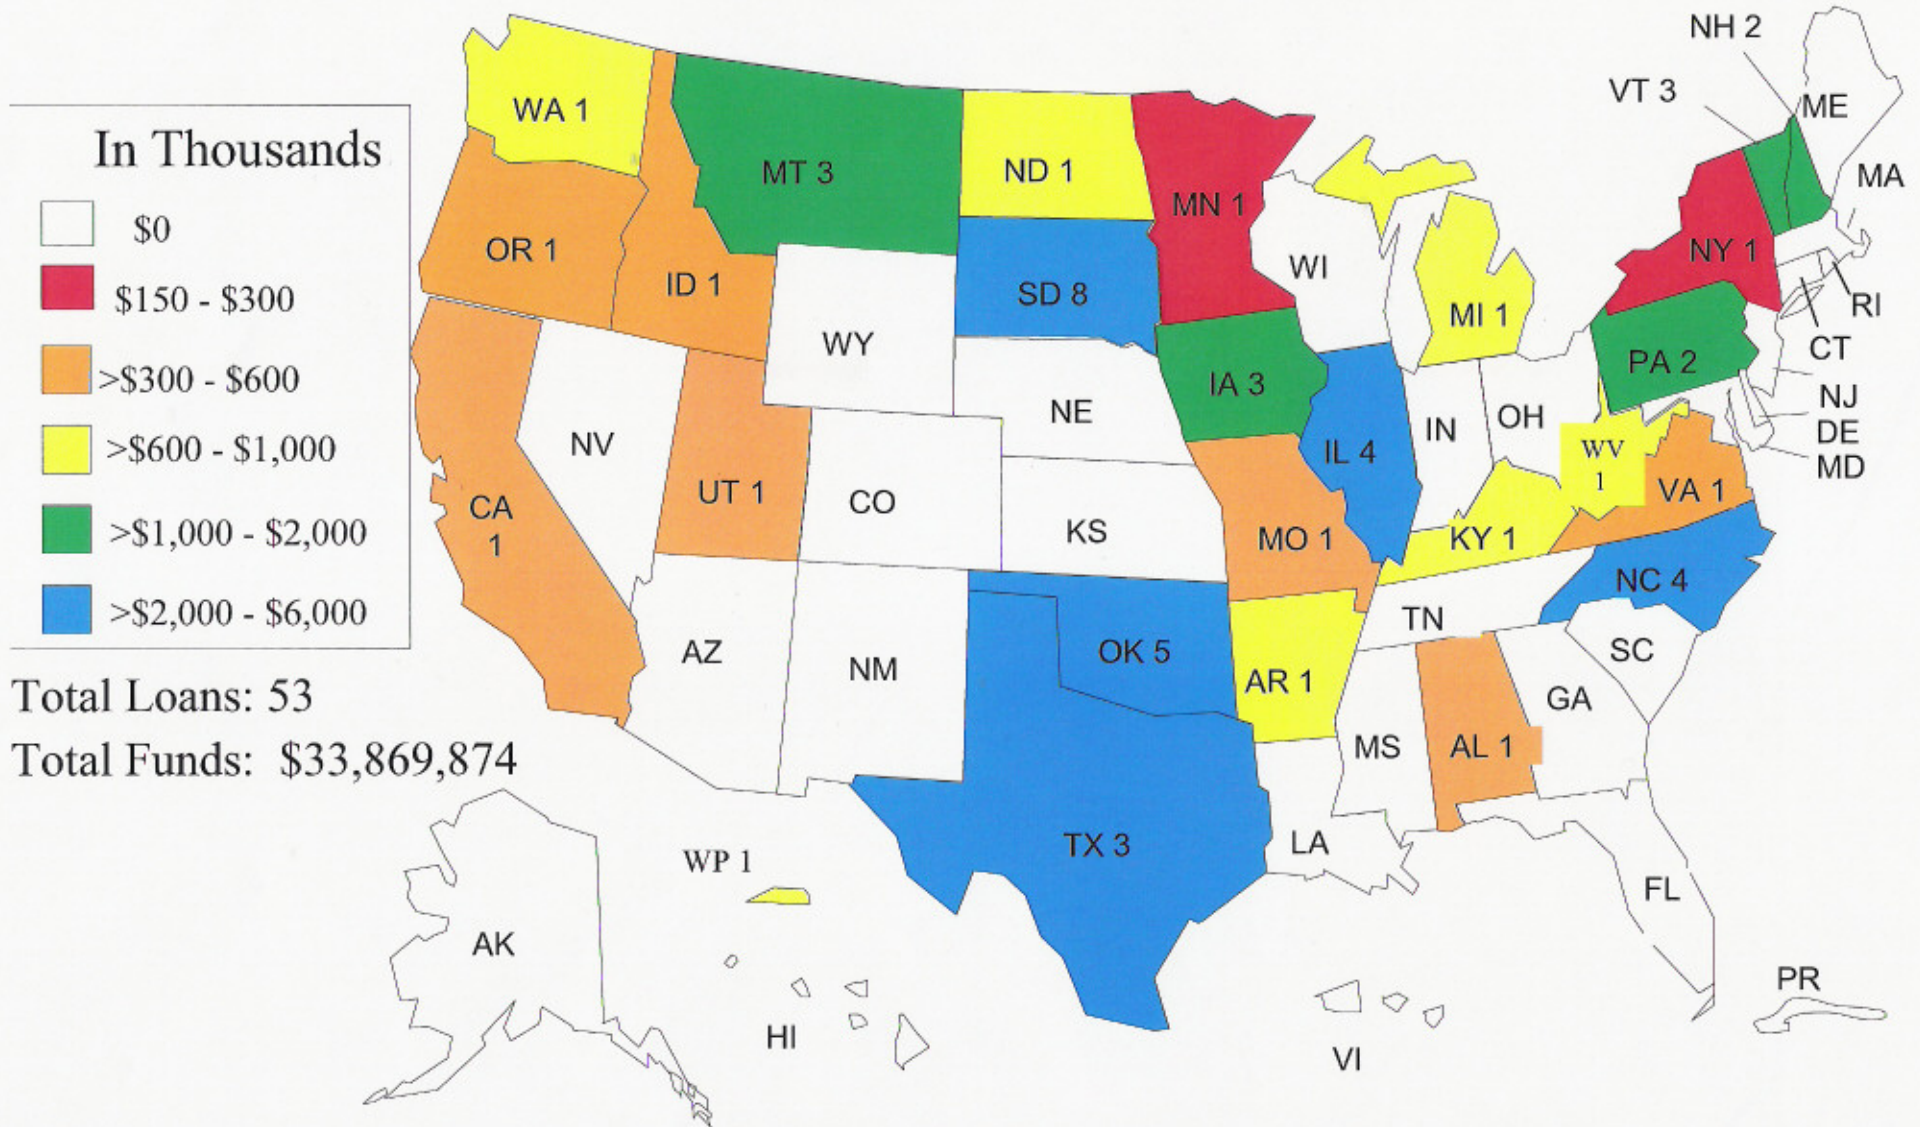 In Thousands
$0
$150 - $300
>$300 - $600
>$600 - $1,000
>$1,000 - $2,000
>$2,000 - $6,000
Total Loans: 53
Total Funds: $33,869,874
NH 2
VT 3
ME
MA
WA 1
MT 3
ND 1
MN 1
OR 1
ID 1
SD 8
WI
NY 1
RI
MI 1
CT
WY
PA 2
IA 3
NJ
NE
DE
NV
IL 4
IN
OH
WV
1
MD
UT 1
CO
VA 1
CA
1
KS
MO 1
KY 1
NC 4
TN
AZ
NM
OK 5
AR 1
SC
GA
MS
AL 1
TX 3
LA
WP 1
FL
AK
PR
HI
VI